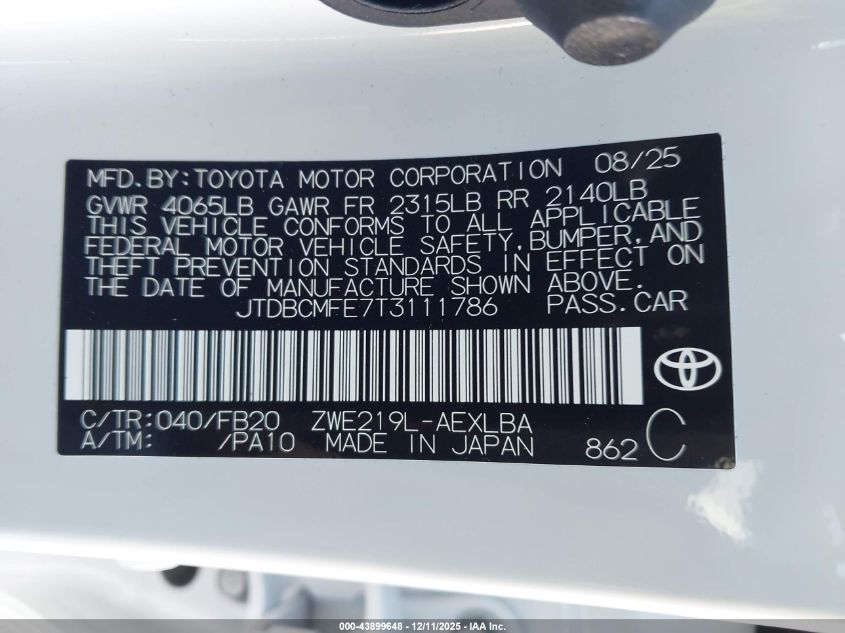 MFD.BY:TOYOTA MOTOR CORPORATION 08/25
GVWR 4065LB GAWR FR 2315LB RR 2140LB
THIS VEHICLE CONFORMS TO ALL APPLICABLE
FEDERAL MOTOR VEHICLE SAFETY,BUMPER,AND
THEFT PREVENTION STANDARDS IN EFFECT ON
THE DATE OF MANUFACTURE SHOWN ABOVE.
JTDBCMFE7T3111786 PASS.CAR
C/TR:040/FB20 ZWE219L-AEXLBA
A/TM: /PA10 MADE IN JAPAN 862 C
000-43899648 - 12/11/2025 - IAA Inc.